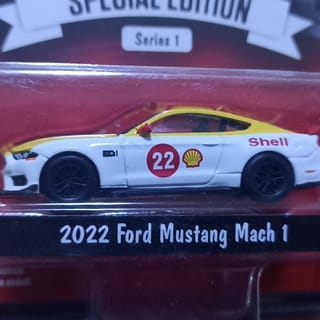 SPECIAL EDITION
Series 1
Shell
22
2022 Ford Mustang Mach 1